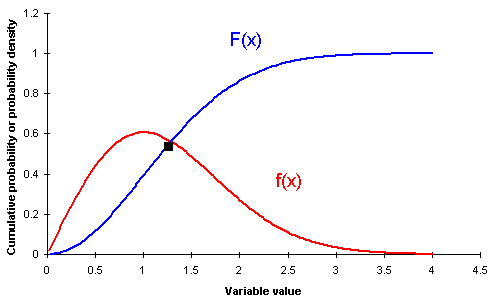 Cumulative probability or probability density
1.2
1
0.8
0.6
0.4
0.2
0
F(x)
f(x)
0 0.5 1 1.5 2 2.5 3 3.5 4 4.5
Variable value